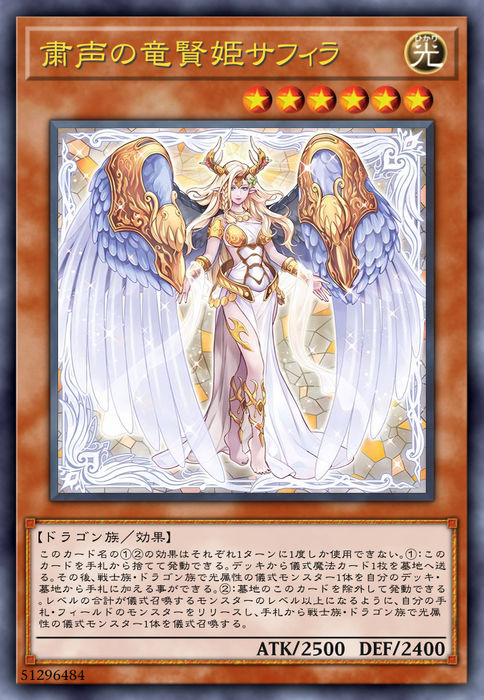 粛声の竜賢姫サフィラ
ひかり
光
【ドラゴン族／効果】
このカード名の①②の効果はそれぞれ1ターンに1度しか使用できない。①：この
カードを手札から捨てて発動できる。デッキから儀式魔法カード1枚を墓地へ送
る。その後、戦士族・ドラゴン族で光属性の儀式モンスター1体を自分のデッキ・
墓地から手札に加える事ができる。②：墓地のこのカードを除外して発動できる。
レベルの合計が儀式召喚するモンスターのレベル以上になるように、自分の手
札・フィールドのモンスターをリリースし、手札から戦士族・ドラゴン族で光属
性の儀式モンスター1体を儀式召喚する。
ATK/2500 DEF/2400
51296484